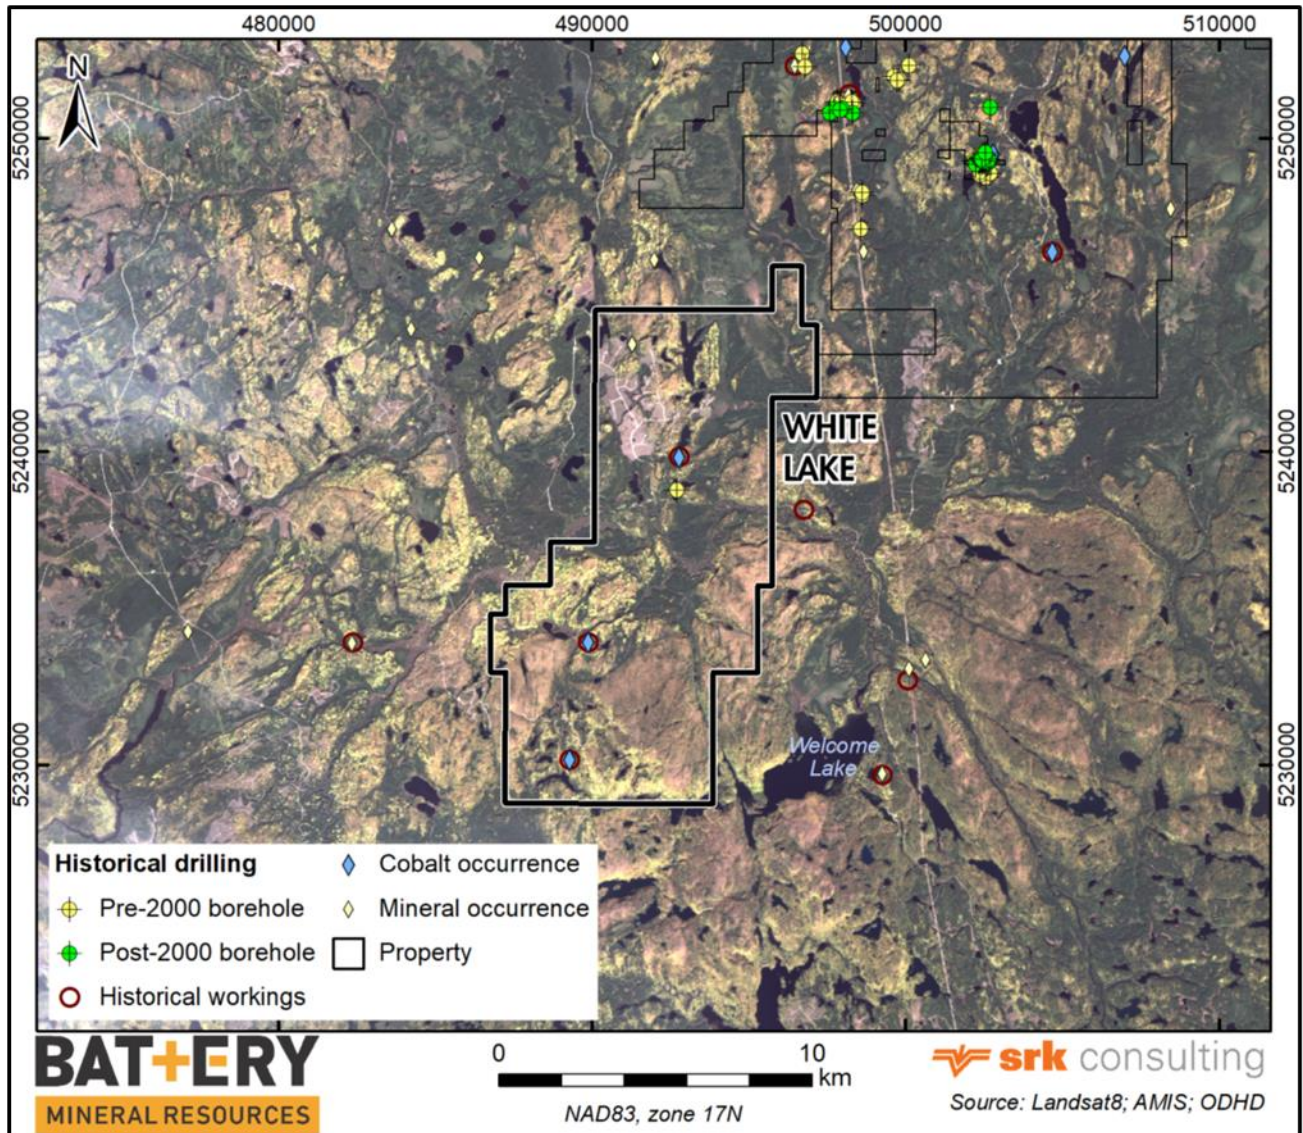 480000 490000 500000 510000
N
5250000 5250000
5240000 5240000
5230000 5230000
WHITE
LAKE
Welcome
Lake
Historical drilling
Pre-2000 borehole
Post-2000 borehole
Historical workings
Cobalt occurrence
Mineral occurrence
Property
BATTERY
MINERAL RESOURCES
0 10
km
NAD83, zone 17N
srk consulting
Source: Landsat8; AMIS; ODHD